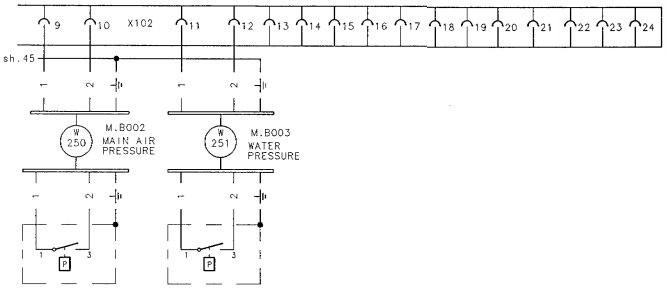 9 10 X102 11 12 13 14 15 16 17 18 19 20 21 22 23 24
sh.45
1 2 1 2
W 250
M.B002
MAIN AIR
PRESSURE
W 251
M.B003
WATER
PRESSURE
1 2 1 2
1 3 1 3
P P